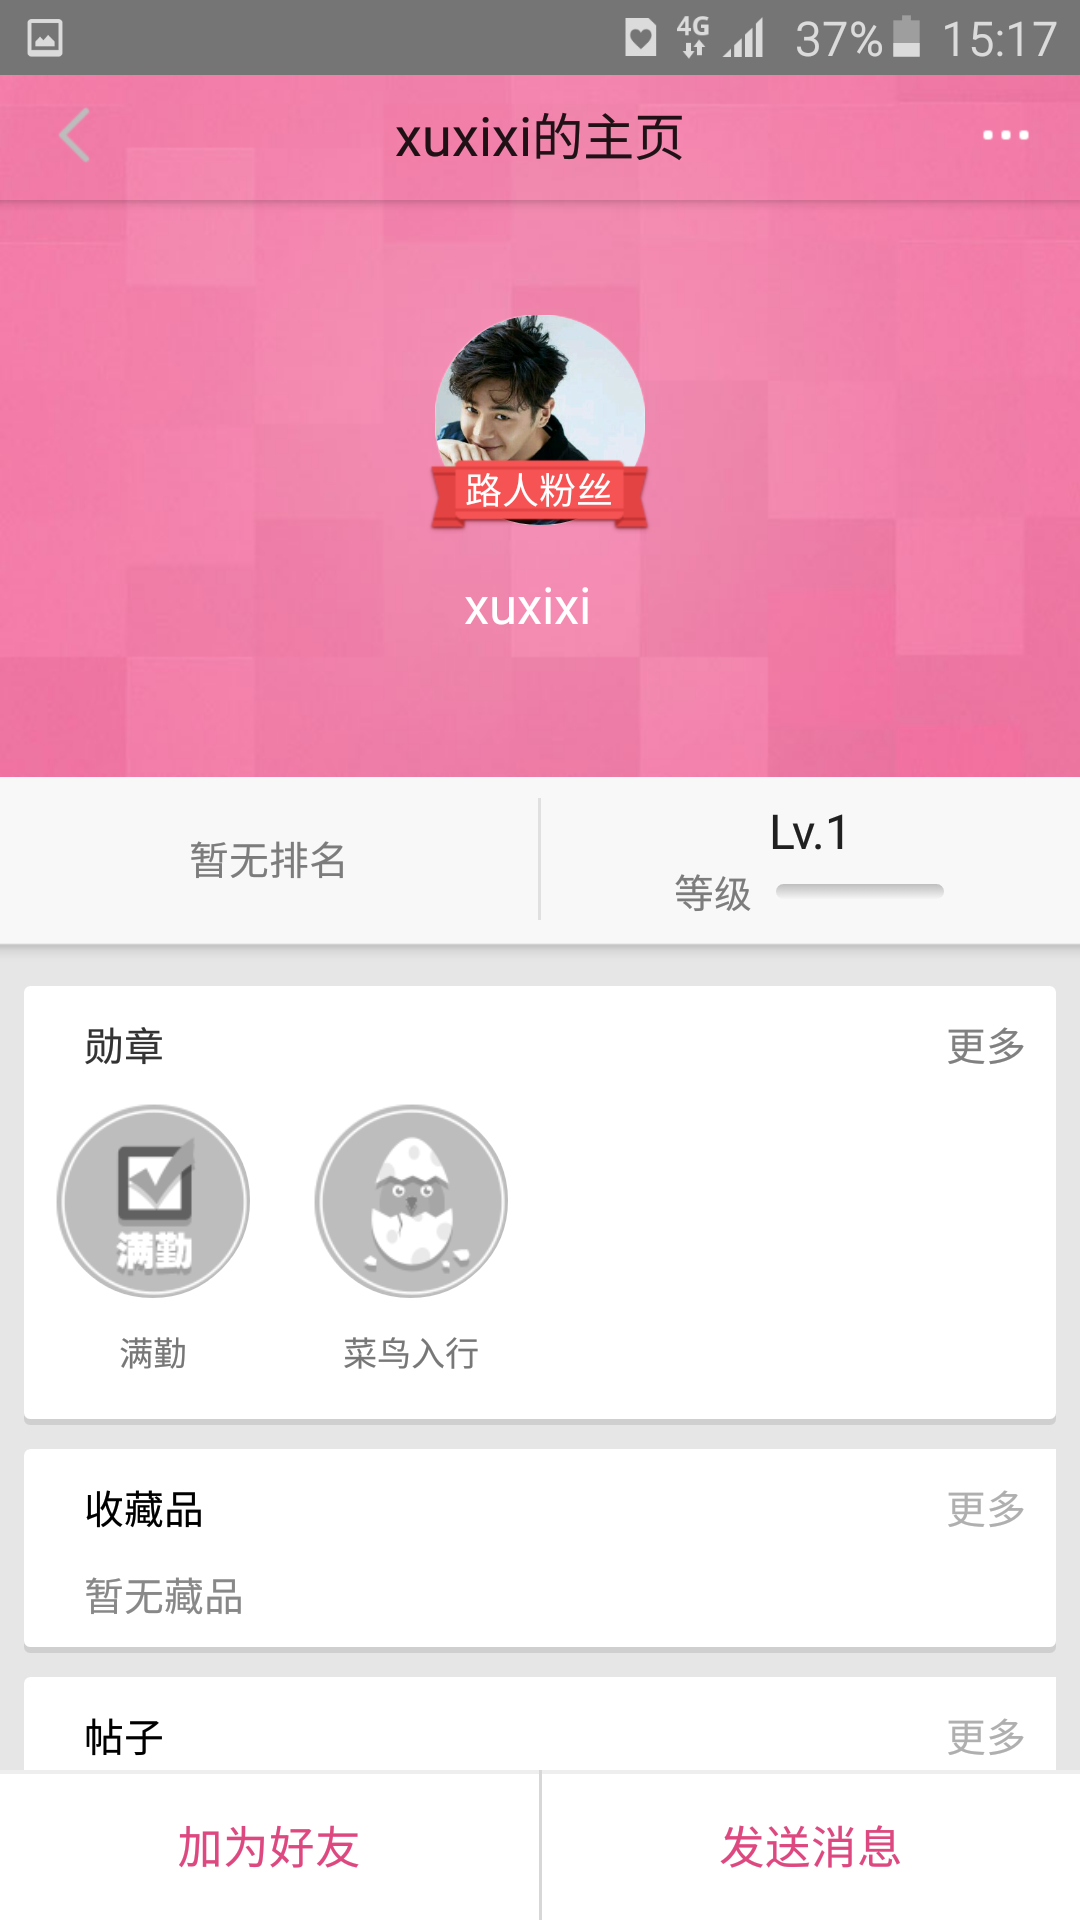 4G 37% 15:17
xuxixi的主页
路人粉丝
xuxixi
暂无排名
Lv.1
等级
勋章 更多
满勤
满勤 菜鸟入行
收藏品 更多
暂无藏品
帖子 更多
加为好友 发送消息